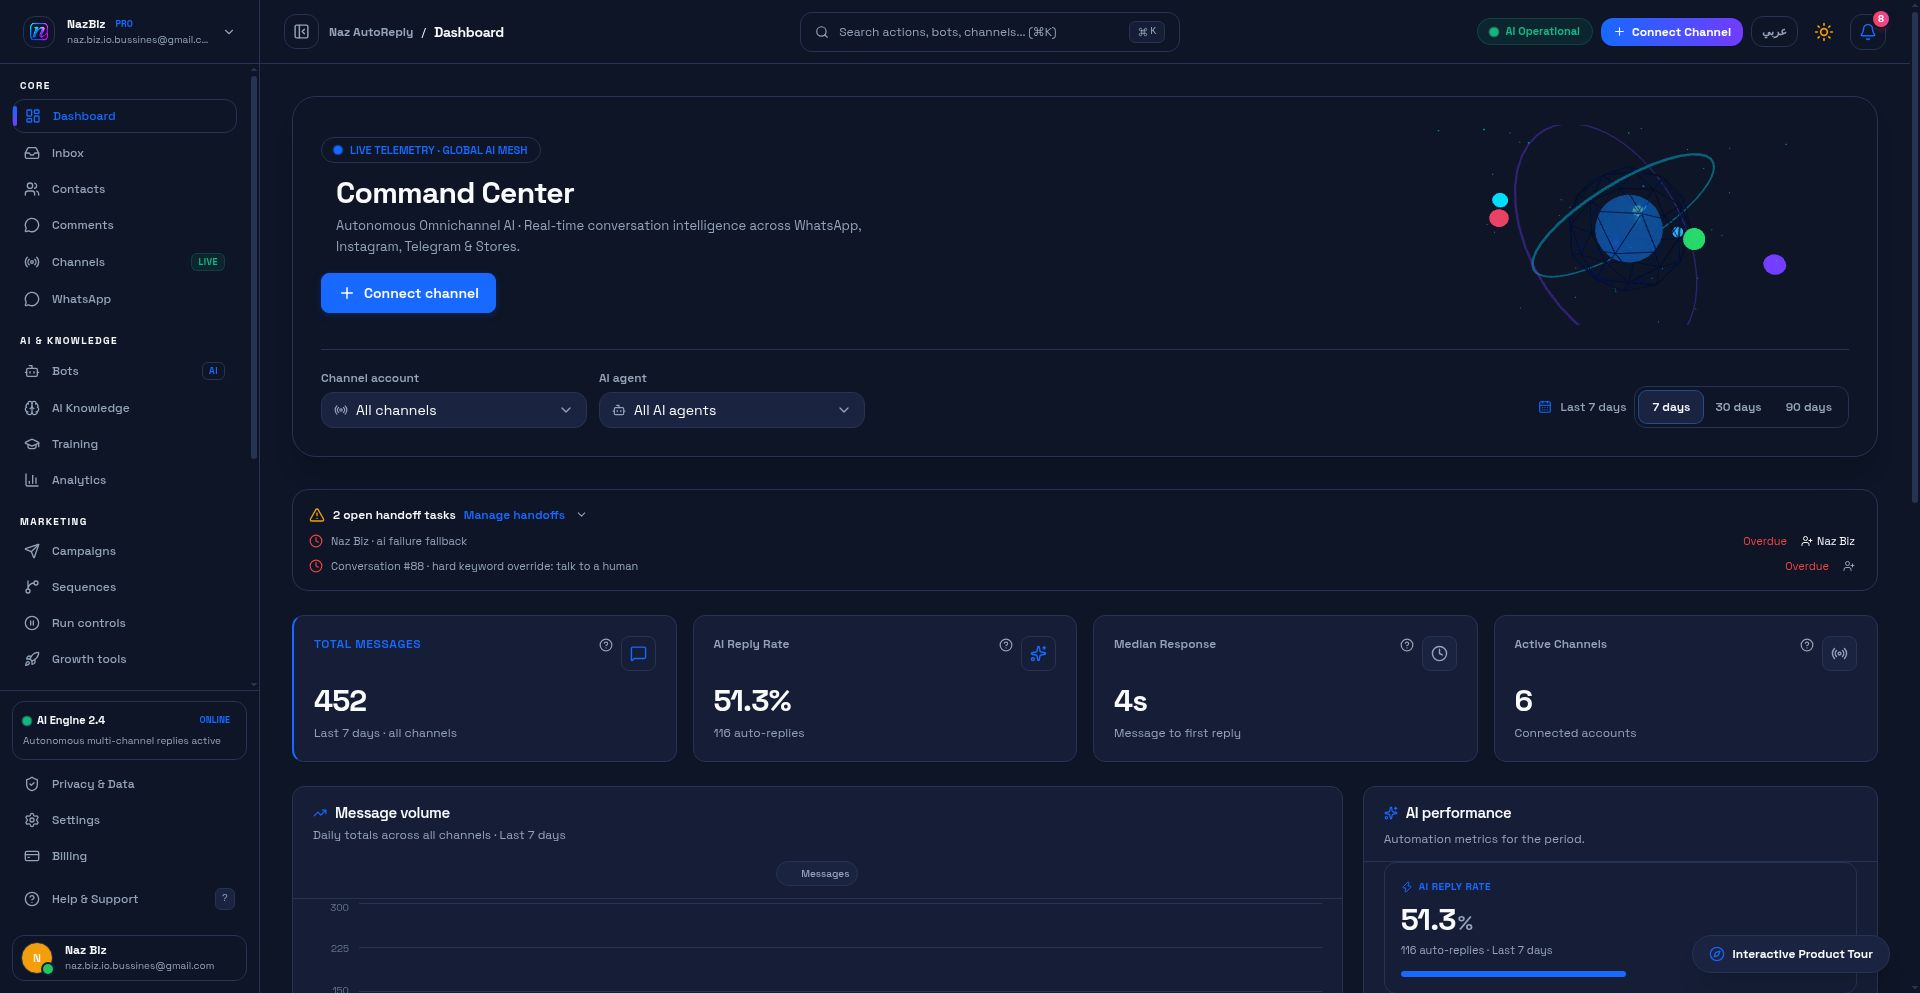 NazBiz PRO
naz.biz.io.bussines@gmail.c...
Naz AutoReply / Dashboard
Search actions, bots, channels... (⌘K)
⌘ K
AI Operational
+ Connect Channel
عربي
8
CORE
Dashboard
Inbox
Contacts
Comments
Channels LIVE
WhatsApp
AI & KNOWLEDGE
Bots AI
AI Knowledge
Training
Analytics
MARKETING
Campaigns
Sequences
Run controls
Growth tools
AI Engine 2.4 ONLINE
Autonomous multi-channel replies active
Privacy & Data
Settings
Billing
Help & Support ?
N
Naz Biz
naz.biz.io.bussines@gmail.com
LIVE TELEMETRY · GLOBAL AI MESH
Command Center
Autonomous Omnichannel AI · Real-time conversation intelligence across WhatsApp,
Instagram, Telegram & Stores.
+ Connect channel
Channel account
All channels
AI agent
All AI agents
Last 7 days
7 days
30 days
90 days
2 open handoff tasks Manage handoffs
Naz Biz · ai failure fallback
Overdue Naz Biz
Conversation #88 · hard keyword override: talk to a human
Overdue
TOTAL MESSAGES
452
Last 7 days · all channels
AI Reply Rate
51.3%
116 auto-replies
Median Response
4s
Message to first reply
Active Channels
6
Connected accounts
Message volume
Daily totals across all channels · Last 7 days
Messages
300
225
150
AI performance
Automation metrics for the period.
AI REPLY RATE
51.3%
116 auto-replies · Last 7 days
Interactive Product Tour